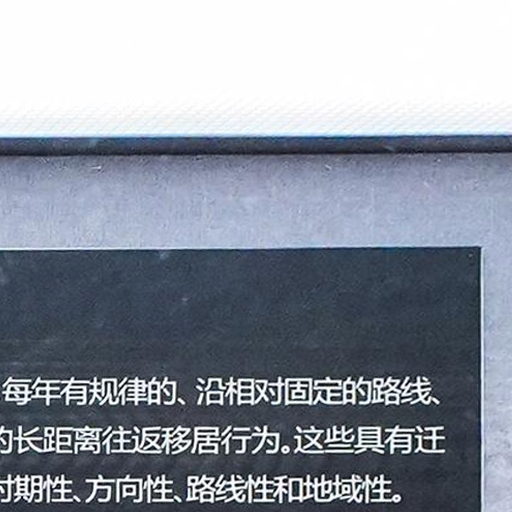 每年有规律的、沿相对固定的路线、
的长距离往返移居行为。这些具有迁
时期性、方向性、路线性和地域性。